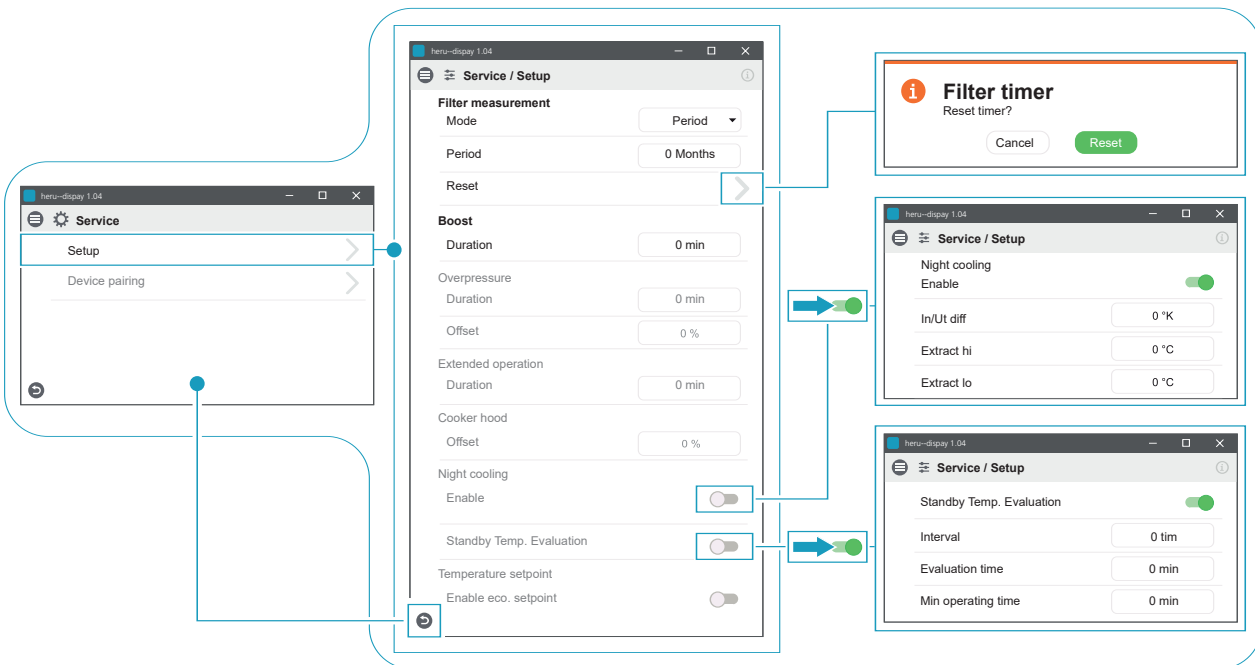 heru–dispay 1.04
Service
Setup
Device pairing
heru–dispay 1.04
Service / Setup
Filter measurement
Mode Period
Period 0 Months
Reset
Boost
Duration 0 min
Overpressure
Duration 0 min
Offset 0 %
Extended operation
Duration 0 min
Cooker hood
Offset 0 %
Night cooling
Enable
Standby Temp. Evaluation
Temperature setpoint
Enable eco. setpoint
Filter timer
Reset timer?
Cancel Reset
heru–dispay 1.04
Service / Setup
Night cooling
Enable
In/Ut diff 0 °K
Extract hi 0 °C
Extract lo 0 °C
heru–dispay 1.04
Service / Setup
Standby Temp. Evaluation
Interval 0 tim
Evaluation time 0 min
Min operating time 0 min